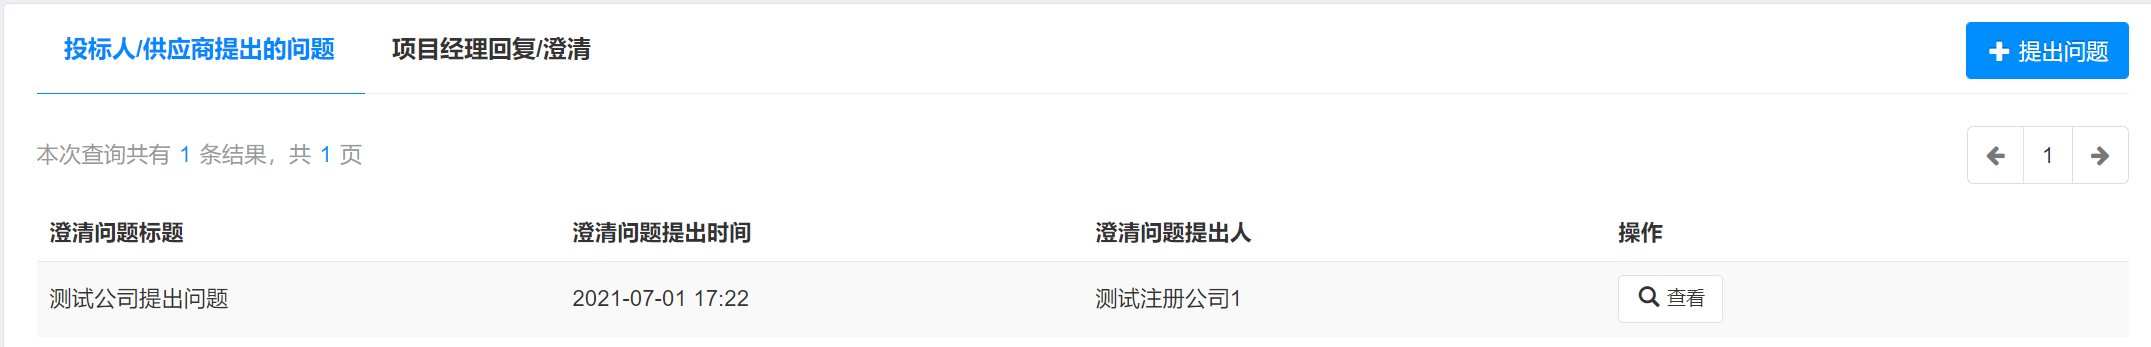 投标人/供应商提出的问题 项目经理回复/澄清 提出问题
本次查询共有 1 条结果，共 1 页 1
澄清问题标题 澄清问题提出时间 澄清问题提出人 操作
测试公司提出问题 2021-07-01 17:22 测试注册公司1 查看